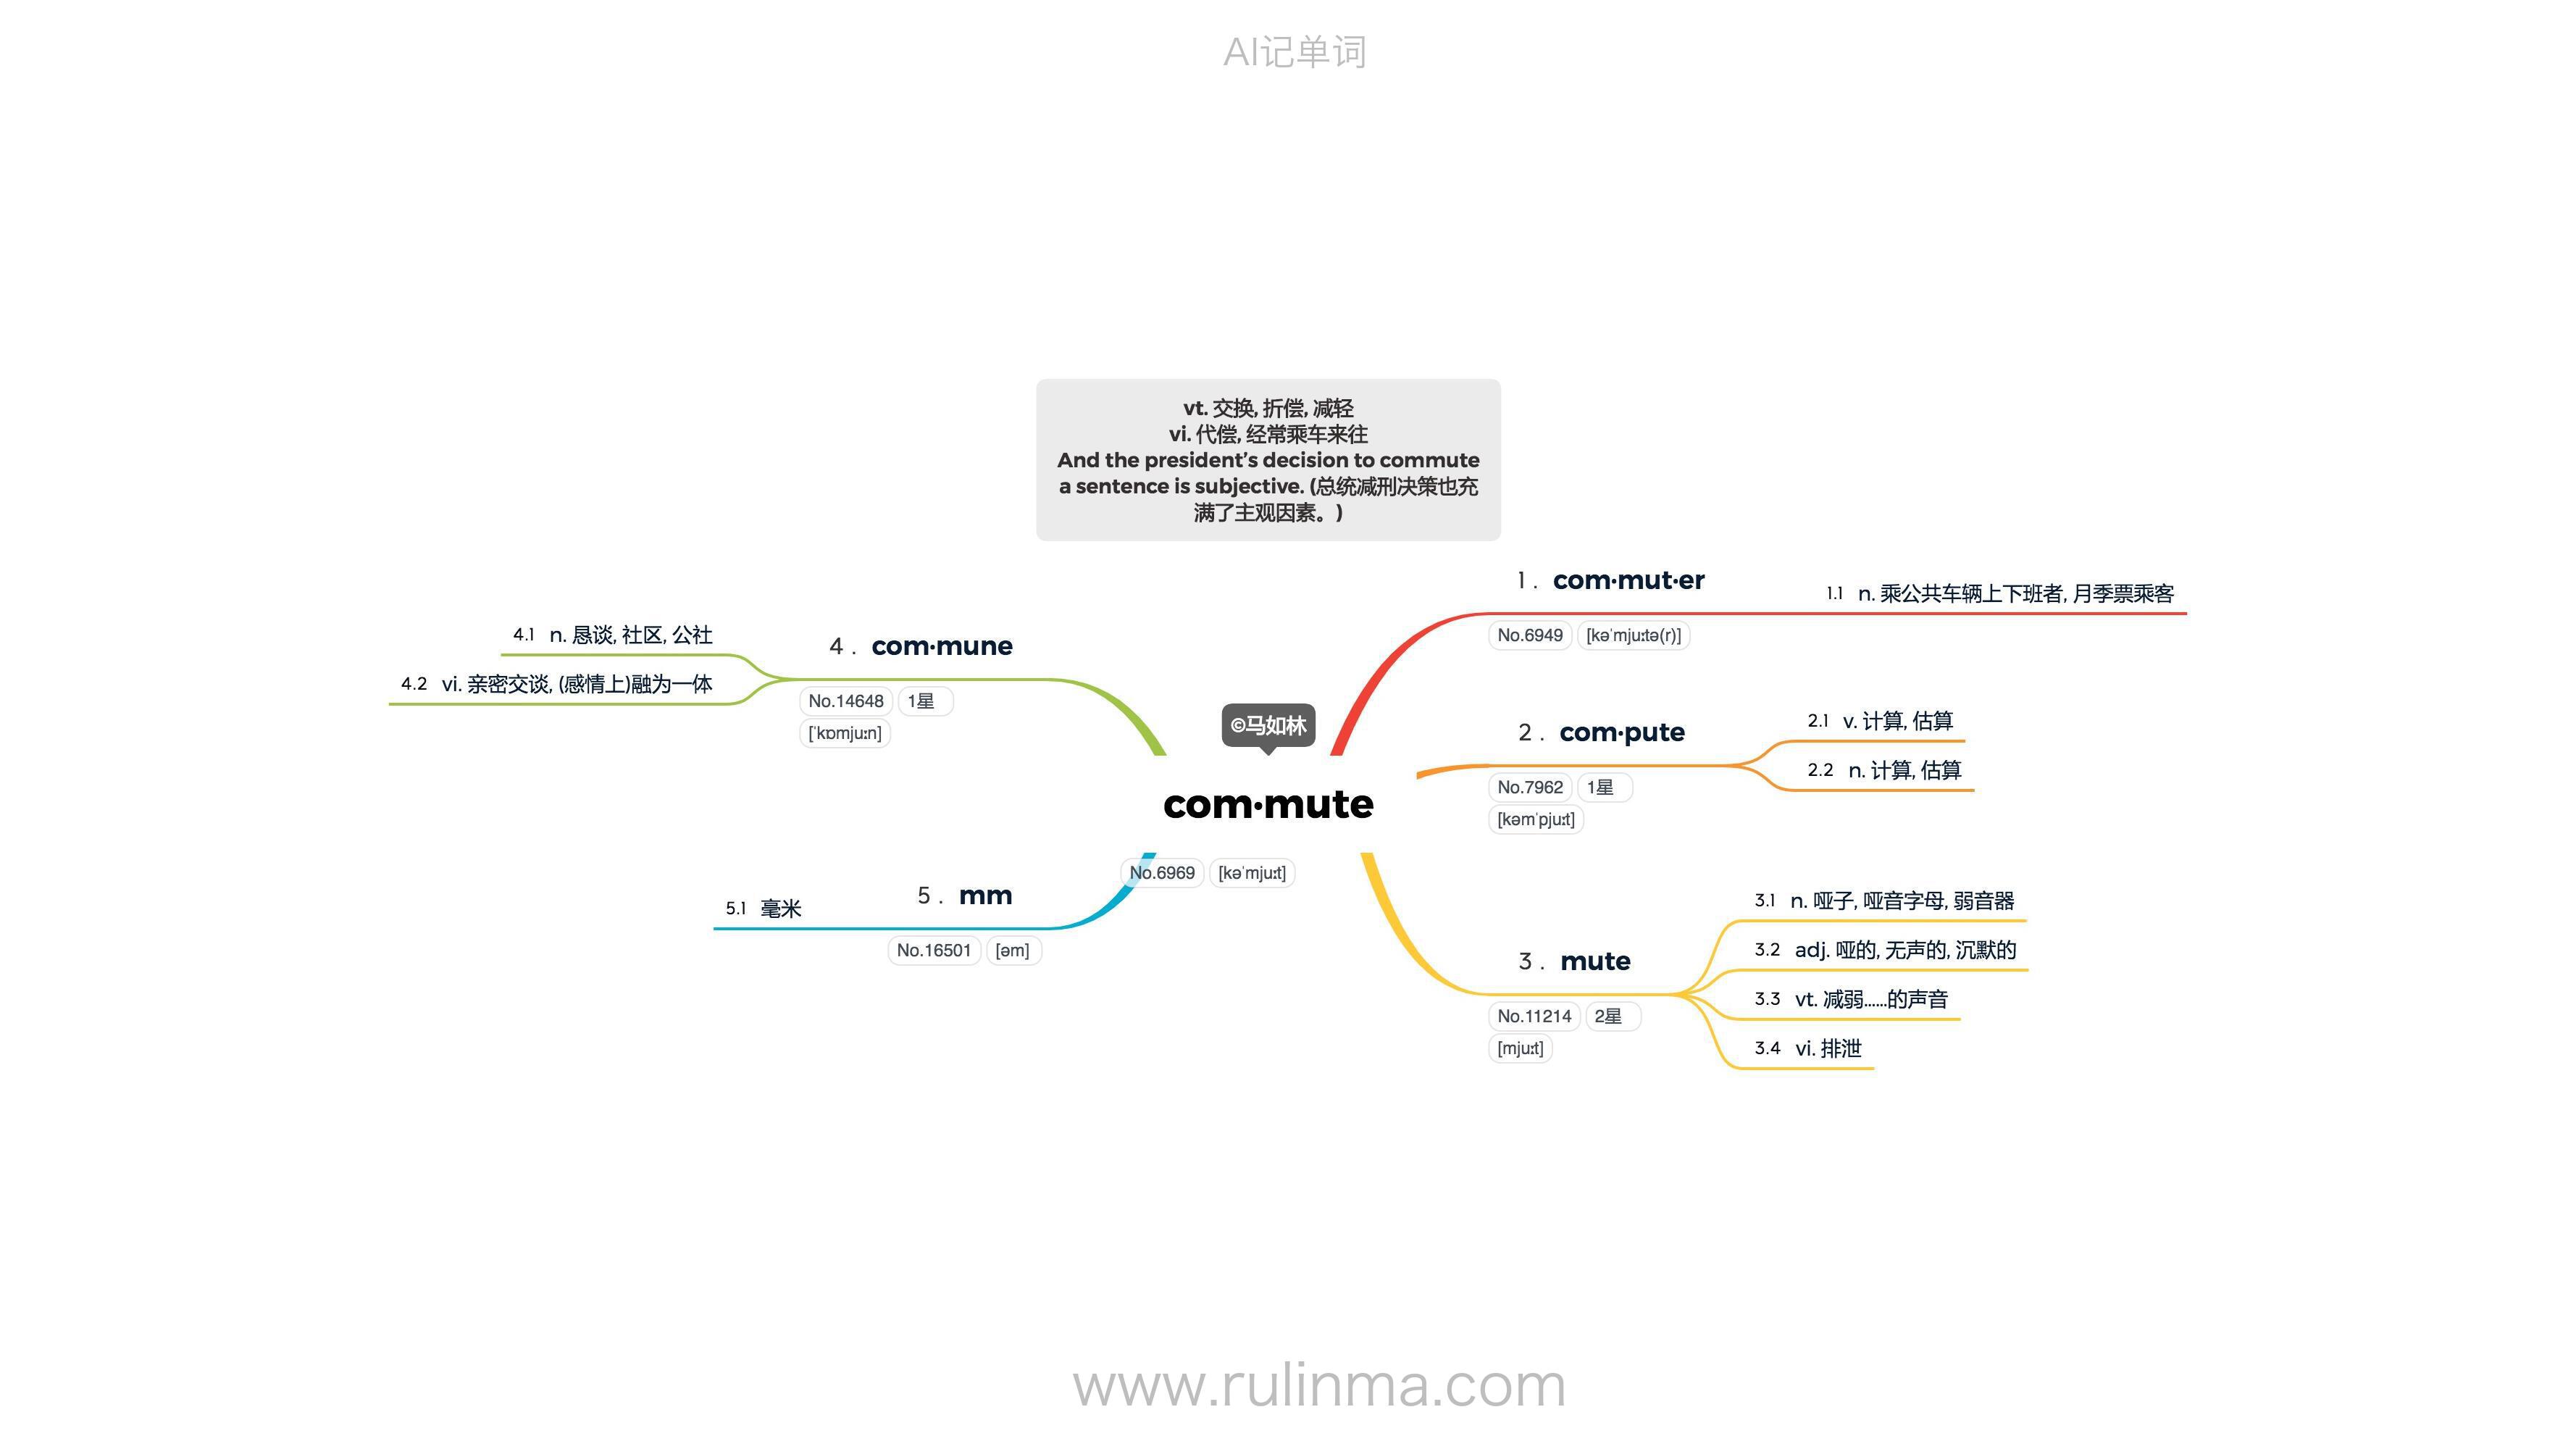 AI记单词
vt. 交换, 折偿, 减轻
vi. 代偿, 经常乘车来往
And the president's decision to commute
a sentence is subjective. (总统减刑决策也充
满了主观因素。)
©马如林
com·mute
No.6969 [kəˈmjuːt]
1 . com·mut·er
No.6949 [kəˈmjuːtə(r)]
1.1 n. 乘公共车辆上下班者, 月季票乘客
2 . com·pute
No.7962 1星
[kəmˈpjuːt]
2.1 v. 计算, 估算
2.2 n. 计算, 估算
3 . mute
No.11214 2星
[mjuːt]
3.1 n. 哑子, 哑音字母, 弱音器
3.2 adj. 哑的, 无声的, 沉默的
3.3 vt. 减弱......的声音
3.4 vi. 排泄
4 . com·mune
No.14648 1星
[ˈkɒmjuːn]
4.1 n. 恳谈, 社区, 公社
4.2 vi. 亲密交谈, (感情上)融为一体
5 . mm
No.16501 [əm]
5.1 毫米
www.rulinma.com